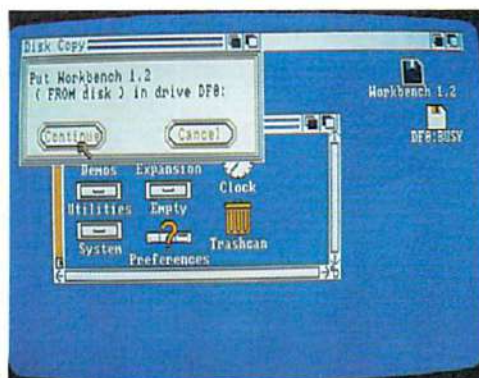 Disk Copy
Put Workbench 1.2
( FROM disk ) in drive DF0:
Continue
Cancel
Workbench 1.2
DF0:BUSY
Demos
Expansion
Clock
Utilities
Empty
System
Preferences
Trashcan